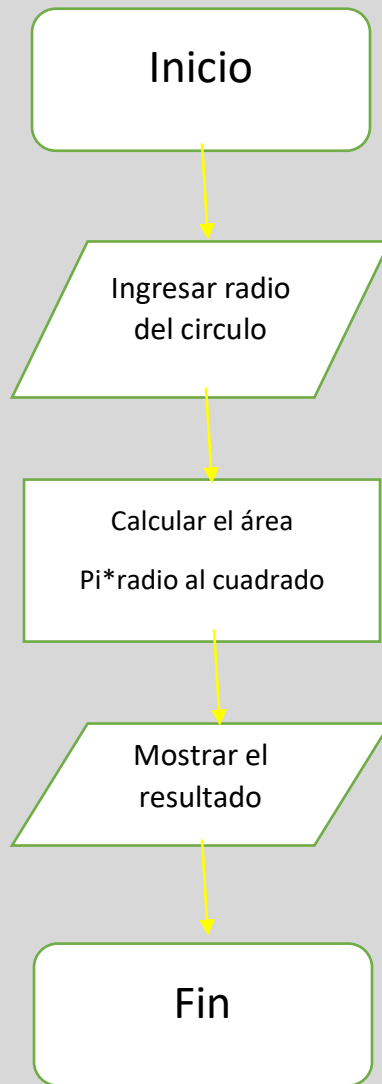 Inicio
Ingresar radio
del circulo
Calcular el área
Pi*radio al cuadrado
Mostrar el
resultado
Fin